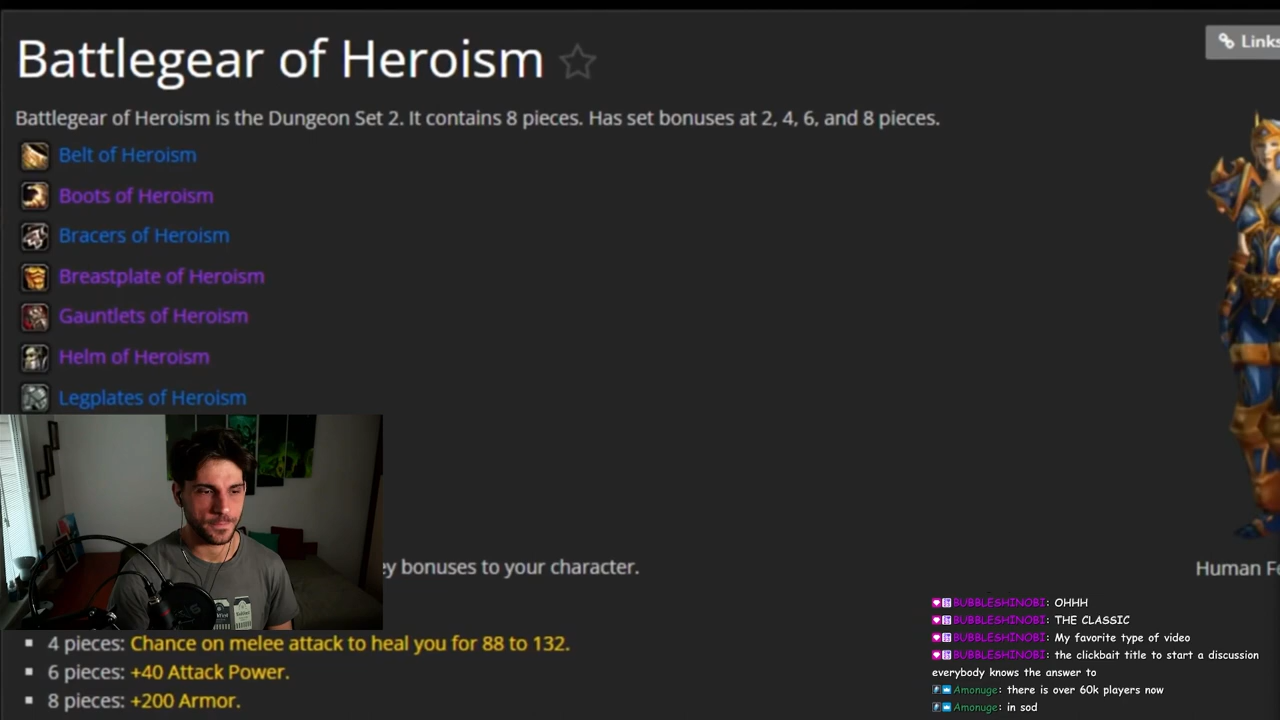 Battlegear of Heroism
Links
Battlegear of Heroism is the Dungeon Set 2. It contains 8 pieces. Has set bonuses at 2, 4, 6, and 8 pieces.
Belt of Heroism
Boots of Heroism
Bracers of Heroism
Breastplate of Heroism
Gauntlets of Heroism
Helm of Heroism
Legplates of Heroism
ey bonuses to your character.
Human Fe
4 pieces: Chance on melee attack to heal you for 88 to 132.
6 pieces: +40 Attack Power.
8 pieces: +200 Armor.
BUBBLESHINOBI: OHHH
BUBBLESHINOBI: THE CLASSIC
BUBBLESHINOBI: My favorite type of video
BUBBLESHINOBI: the clickbait title to start a discussion
everybody knows the answer to
Amonuge: there is over 60k players now
Amonuge: in sod